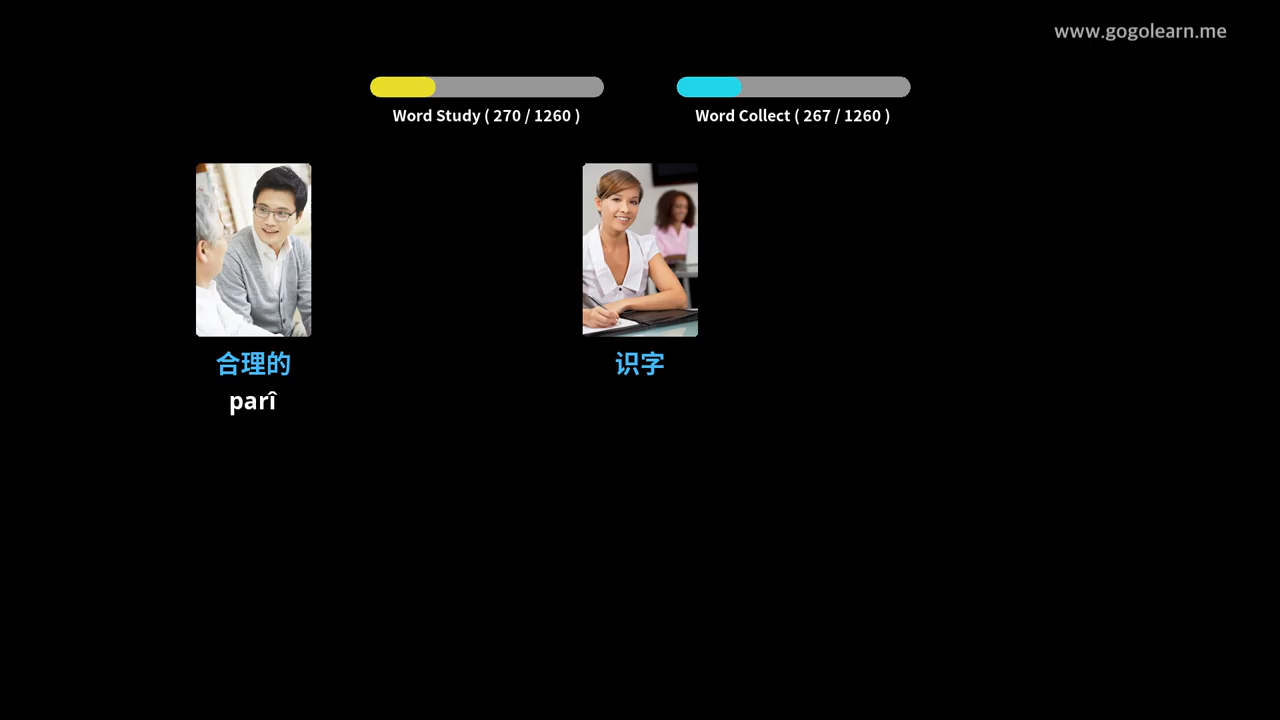 www.gogolearn.me
Word Study ( 270 / 1260 )
Word Collect ( 267 / 1260 )
合理的
parî
识字